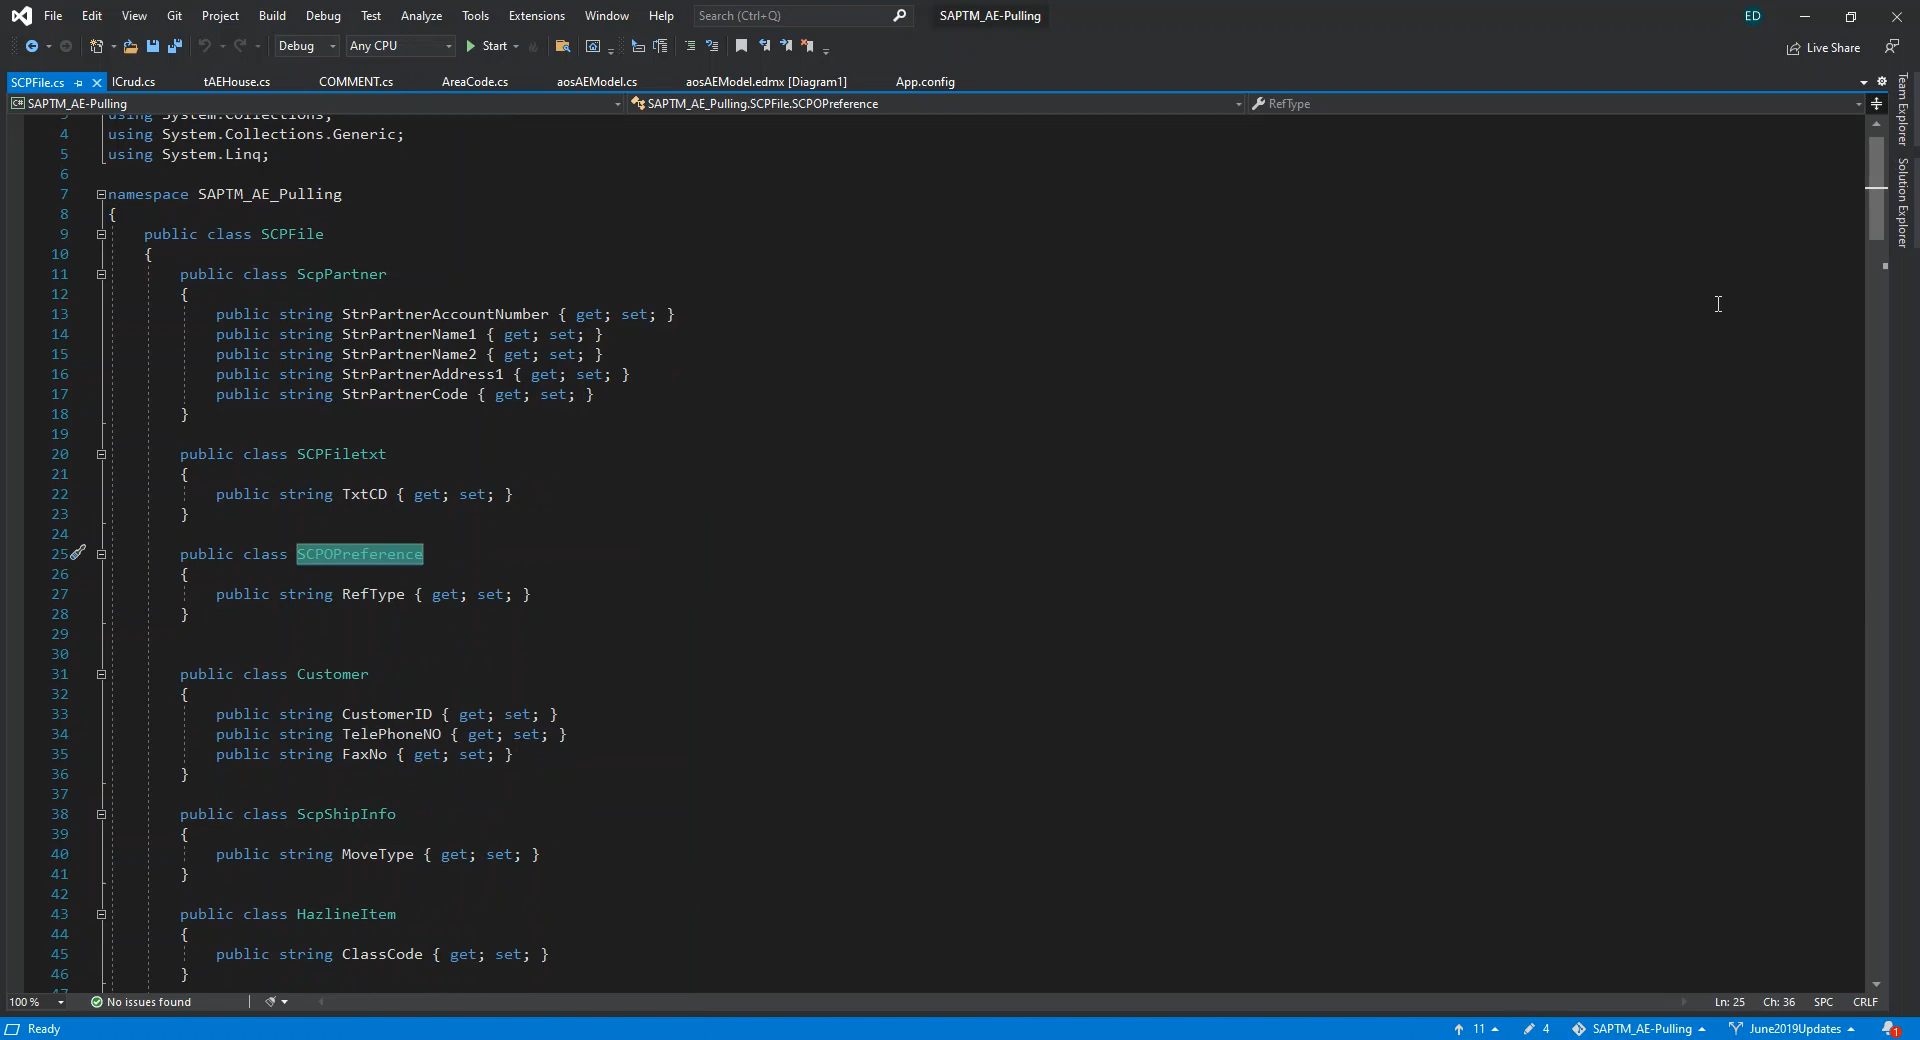 File Edit View Git Project Build Debug Test Analyze Tools Extensions Window Help Search (Ctrl+Q) SAPTM_AE-Pulling ED
Debug Any CPU Start Live Share
SCPFile.cs ICrud.cs tAEHouse.cs COMMENT.cs AreaCode.cs aosAEModel.cs aosAEModel.edmx [Diagram1] App.config
C# SAPTM_AE-Pulling SAPTM_AE_Pulling.SCPFile.SCPOPreference RefType
3 using System.Collections;
4 using System.Collections.Generic;
5 using System.Linq;
6
7 namespace SAPTM_AE_Pulling
8 {
9 public class SCPFile
10 {
11 public class ScpPartner
12 {
13 public string StrPartnerAccountNumber { get; set; }
14 public string StrPartnerName1 { get; set; }
15 public string StrPartnerName2 { get; set; }
16 public string StrPartnerAddress1 { get; set; }
17 public string StrPartnerCode { get; set; }
18 }
19
20 public class SCPFiletxt
21 {
22 public string TxtCD { get; set; }
23 }
24
25 public class SCPOPreference
26 {
27 public string RefType { get; set; }
28 }
29
30
31 public class Customer
32 {
33 public string CustomerID { get; set; }
34 public string TelePhoneNO { get; set; }
35 public string FaxNo { get; set; }
36 }
37
38 public class ScpShipInfo
39 {
40 public string MoveType { get; set; }
41 }
42
43 public class HazlineItem
44 {
45 public string ClassCode { get; set; }
46 }
47
Team Explorer
Solution Explorer
100 % No issues found Ln: 25 Ch: 36 SPC CRLF
Ready 11 4 SAPTM_AE-Pulling June2019Updates 1